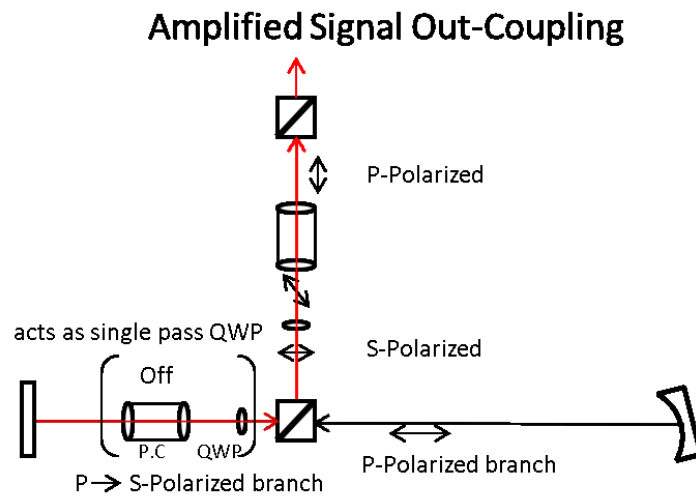 Amplified Signal Out-Coupling
P-Polarized
acts as single pass QWP
S-Polarized
Off
P.C
QWP
P-Polarized branch
P→ S-Polarized branch